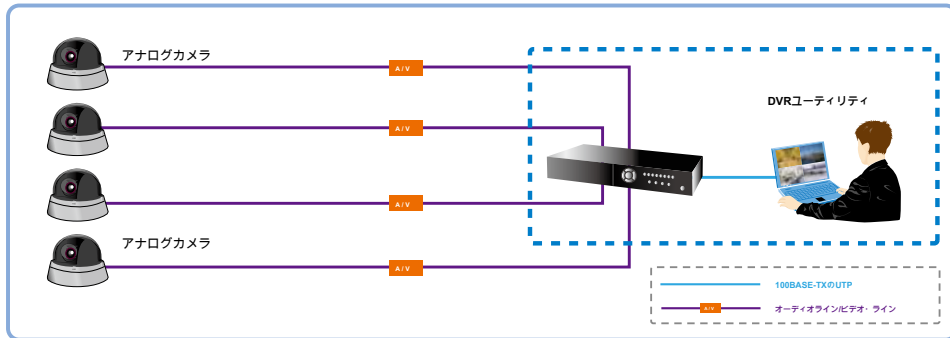 アナログカメラ
A / V
DVRユーティリティ
A / V
A / V
アナログカメラ
A / V
100BASE-TXのUTP
A / V
オーディオライン/ビデオ・ライン